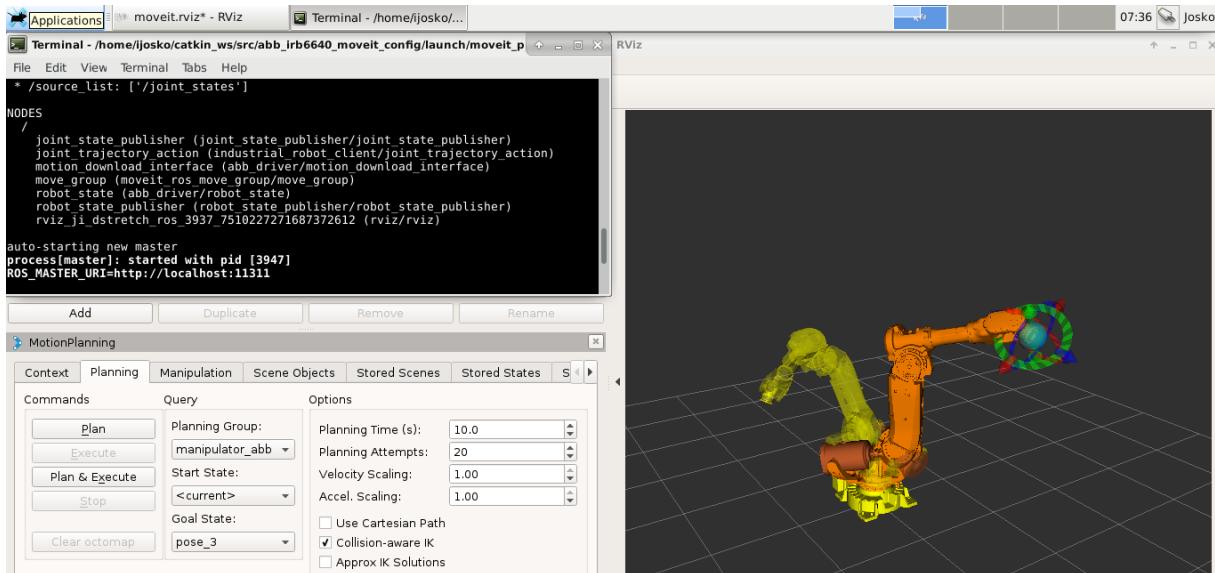 Applications moveit.rviz* - RViz Terminal - /home/ijosko/... 07:36 Josko
Terminal - /home/ijosko/catkin_ws/src/abb_irb6640_moveit_config/launch/moveit_p RViz
File Edit View Terminal Tabs Help
* /source_list: ['/joint_states']
NODES
/
joint_state_publisher (joint_state_publisher/joint_state_publisher)
joint_trajectory_action (industrial_robot_client/joint_trajectory_action)
motion_download_interface (abb_driver/motion_download_interface)
move_group (moveit_ros_move_group/move_group)
robot_state (abb_driver/robot_state)
robot_state_publisher (robot_state_publisher/robot_state_publisher)
rviz_ji_dstretch_ros_3937_7510227271687372612 (rviz/rviz)
auto-starting new master
process[master]: started with pid [3947]
ROS_MASTER_URI=http://localhost:11311
Add Duplicate Remove Rename
MotionPlanning
Context Planning Manipulation Scene Objects Stored Scenes Stored States S
Commands Query Options
Plan Planning Group: Planning Time (s): 10.0
Execute manipulator_abb Planning Attempts: 20
Plan & Execute Start State: Velocity Scaling: 1.00
Stop <current> Accel. Scaling: 1.00
Goal State: Use Cartesian Path
Clear octomap pose_3 Collision-aware IK
Approx IK Solutions